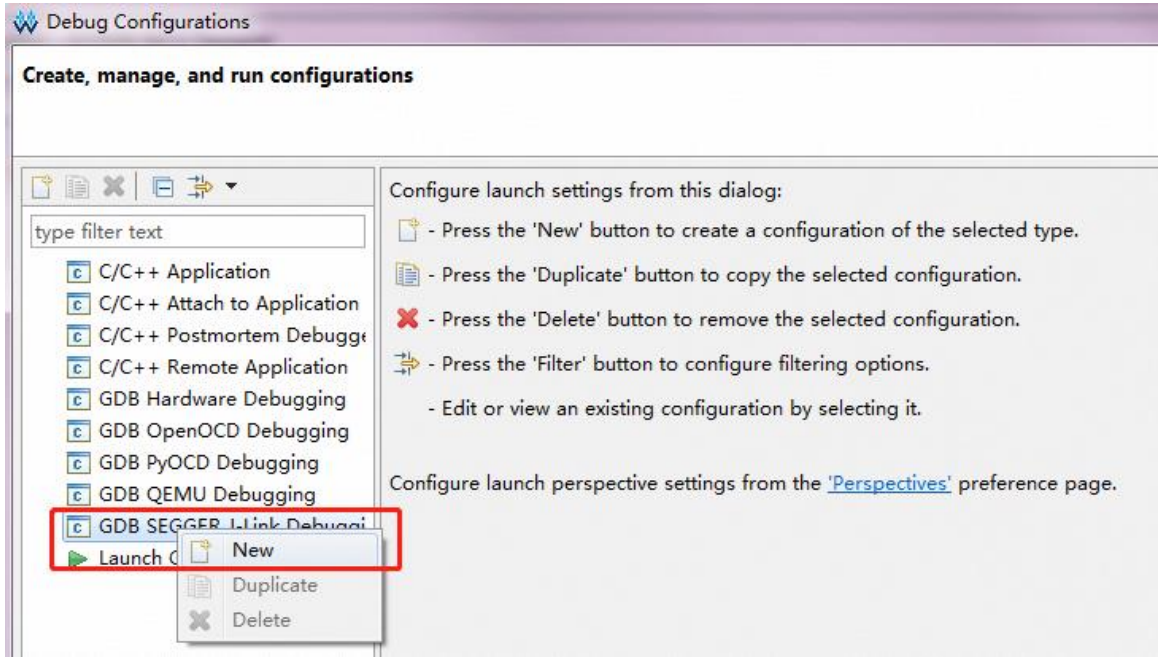 Debug Configurations
Create, manage, and run configurations
type filter text
C/C++ Application
C/C++ Attach to Application
C/C++ Postmortem Debugge
C/C++ Remote Application
GDB Hardware Debugging
GDB OpenOCD Debugging
GDB PyOCD Debugging
GDB QEMU Debugging
GDB SEGGER J-Link Debuggi
Launch
New
Duplicate
Delete
Configure launch settings from this dialog:
- Press the 'New' button to create a configuration of the selected type.
- Press the 'Duplicate' button to copy the selected configuration.
- Press the 'Delete' button to remove the selected configuration.
- Press the 'Filter' button to configure filtering options.
- Edit or view an existing configuration by selecting it.
Configure launch perspective settings from the 'Perspectives' preference page.